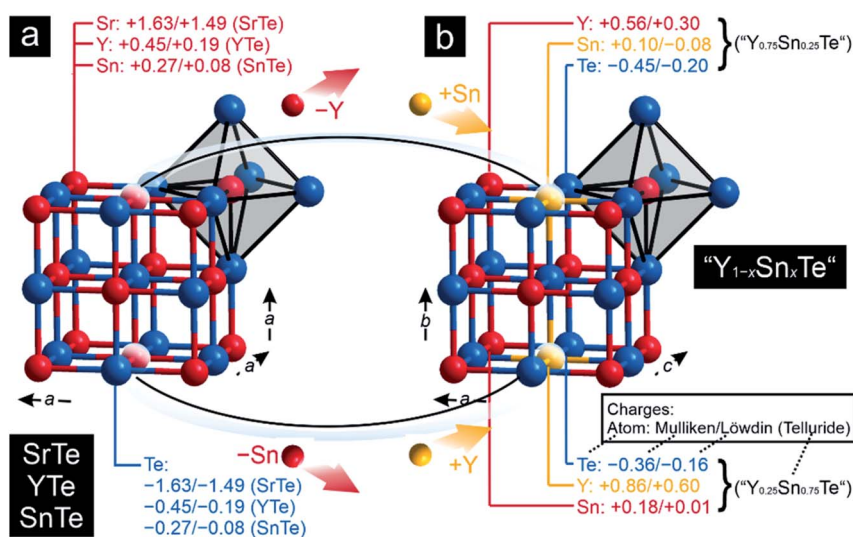 a
Sr: +1.63/+1.49 (SrTe)
Y: +0.45/+0.19 (YTe)
Sn: +0.27/+0.08 (SnTe)
−Y
a
a
a
Te:
−1.63/−1.49 (SrTe)
−0.45/−0.19 (YTe)
−0.27/−0.08 (SnTe)
SrTe
YTe
SnTe
−Sn
b
+Sn
Y: +0.56/+0.30
Sn: +0.10/−0.08
Te: −0.45/−0.20
("Y0.75Sn0.25Te“)
“Y1−xSnxTe“
b
a
c
Charges:
Atom: Mulliken/Löwdin (Telluride)
+Y
Te: −0.36/−0.16
Y: +0.86/+0.60
Sn: +0.18/+0.01
("Y0.25Sn0.75Te“)